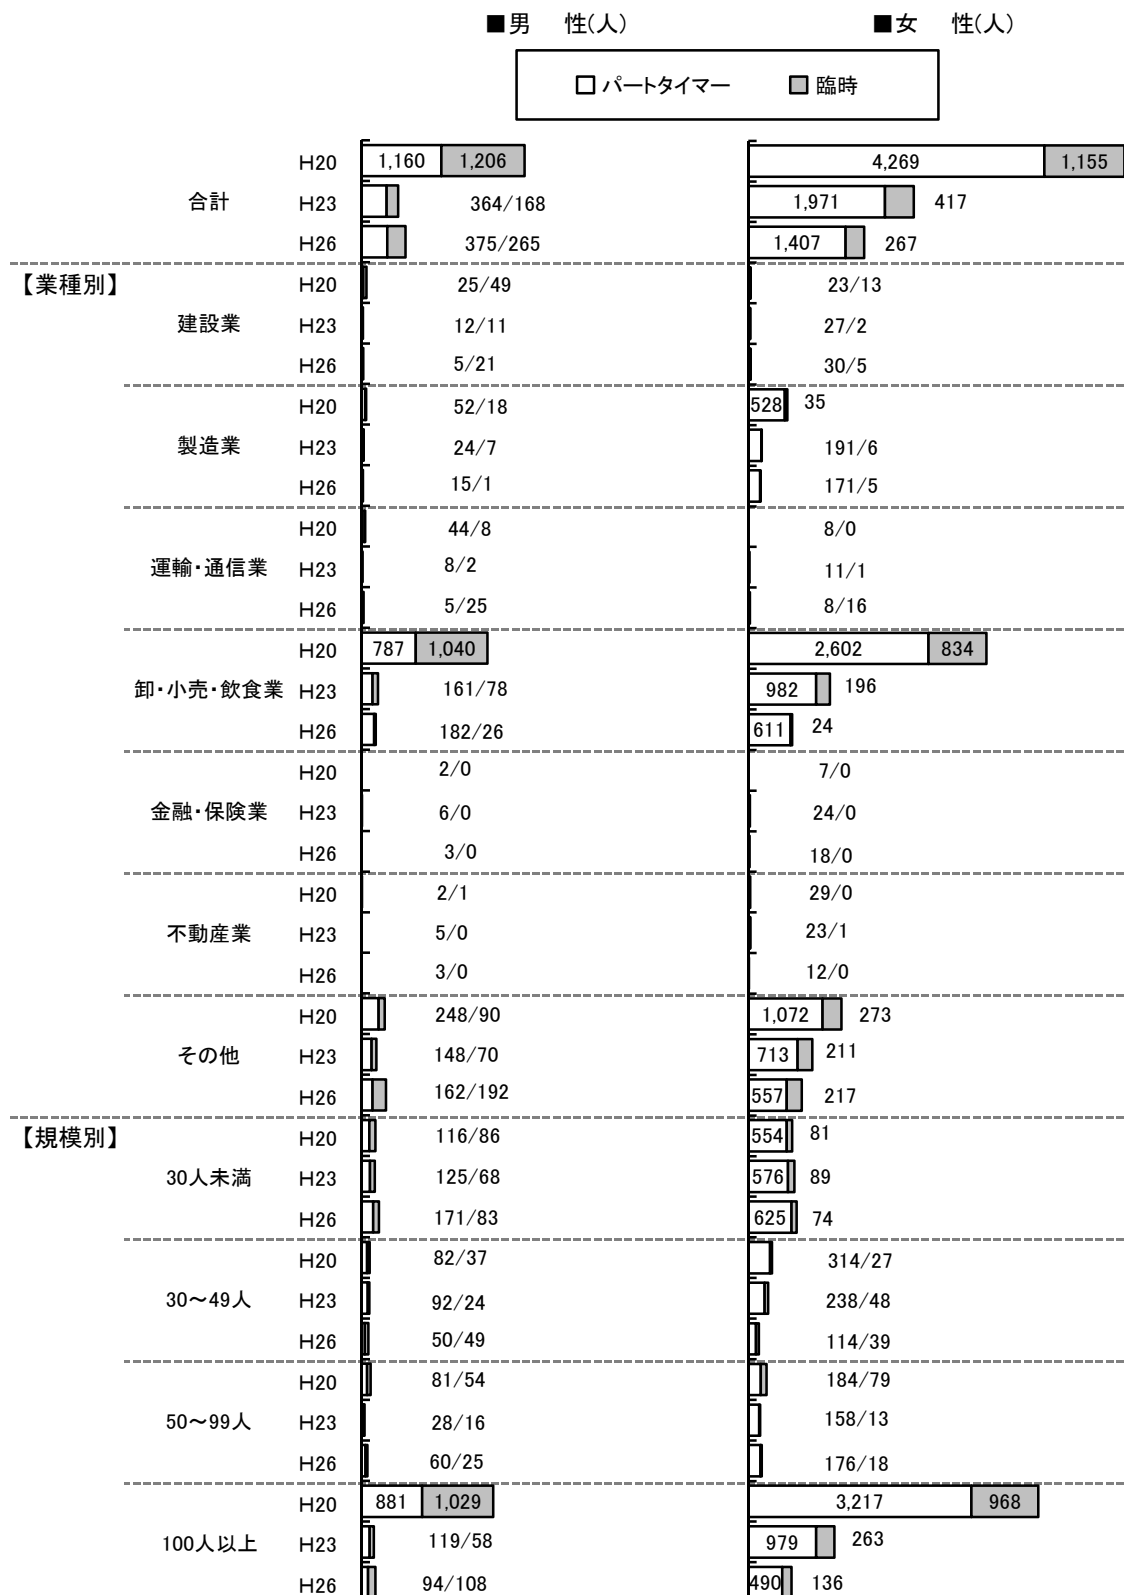 ■男　性(人)　■女　性(人)
□ パートタイマー　■ 臨時
H20 1,160 1,206 4,269 1,155
合計 H23 364/168 1,971 417
H26 375/265 1,407 267
【業種別】 H20 25/49 23/13
建設業 H23 12/11 27/2
H26 5/21 30/5
H20 52/18 528 35
製造業 H23 24/7 191/6
H26 15/1 171/5
H20 44/8 8/0
運輸・通信業 H23 8/2 11/1
H26 5/25 8/16
H20 787 1,040 2,602 834
卸・小売・飲食業 H23 161/78 982 196
H26 182/26 611 24
H20 2/0 7/0
金融・保険業 H23 6/0 24/0
H26 3/0 18/0
H20 2/1 29/0
不動産業 H23 5/0 23/1
H26 3/0 12/0
H20 248/90 1,072 273
その他 H23 148/70 713 211
H26 162/192 557 217
【規模別】 H20 116/86 554 81
30人未満 H23 125/68 576 89
H26 171/83 625 74
H20 82/37 314/27
30～49人 H23 92/24 238/48
H26 50/49 114/39
H20 81/54 184/79
50～99人 H23 28/16 158/13
H26 60/25 176/18
H20 881 1,029 3,217 968
100人以上 H23 119/58 979 263
H26 94/108 490 136